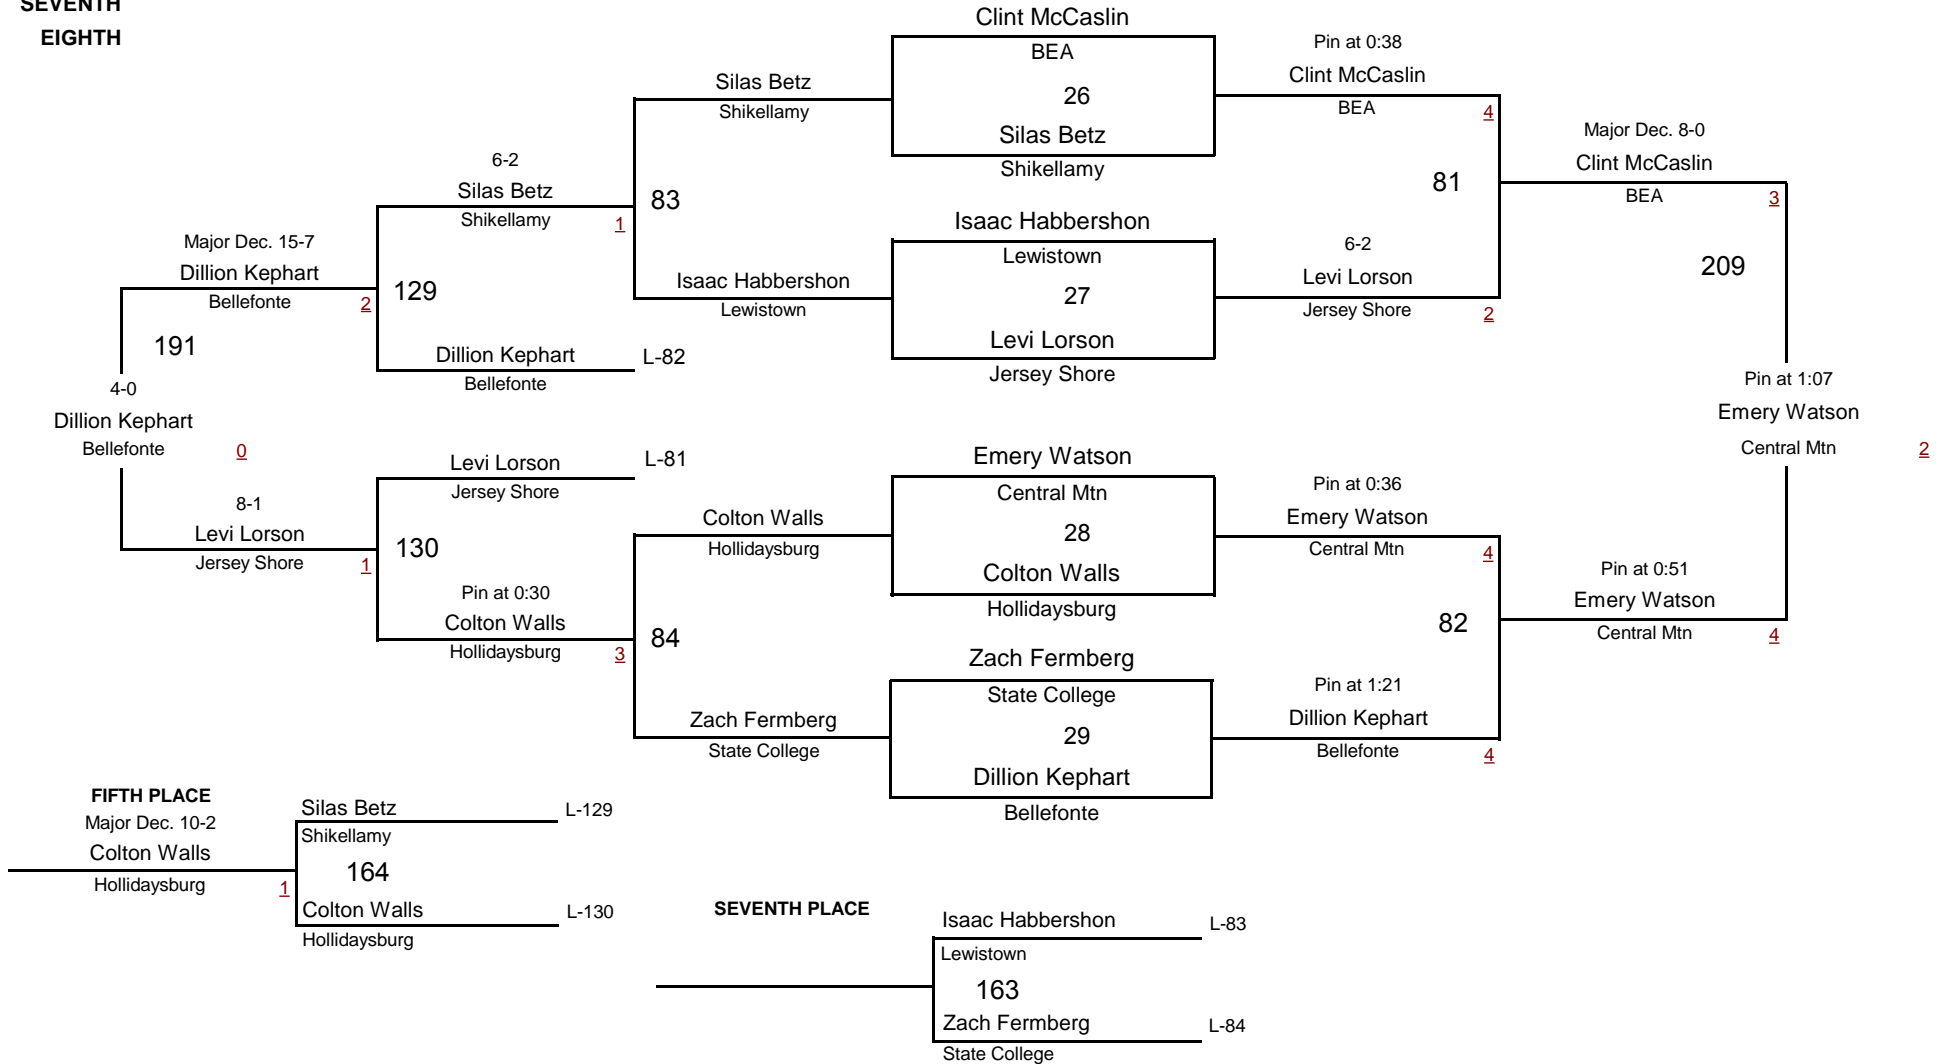 SEVENTH
EIGHTH
Clint McCaslin
BEA
26
Silas Betz
Shikellamy
Isaac Habbershon
Lewistown
27
Levi Lorson
Jersey Shore
Emery Watson
Central Mtn
28
Colton Walls
Hollidaysburg
Zach Fermberg
State College
29
Dillion Kephart
Bellefonte
Pin at 0:38
Clint McCaslin
BEA
4
81
6-2
Levi Lorson
Jersey Shore
2
Pin at 0:36
Emery Watson
Central Mtn
4
82
Pin at 1:21
Dillion Kephart
Bellefonte
4
Major Dec. 8-0
Clint McCaslin
BEA
3
209
Pin at 0:51
Emery Watson
Central Mtn
4
Pin at 1:07
Emery Watson
Central Mtn
2
Silas Betz
Shikellamy
83
Isaac Habbershon
Lewistown
Colton Walls
Hollidaysburg
84
Zach Fermberg
State College
6-2
Silas Betz
Shikellamy
1
129
Dillion Kephart
L-82
Bellefonte
Levi Lorson
L-81
Jersey Shore
130
Pin at 0:30
Colton Walls
Hollidaysburg
3
Major Dec. 15-7
Dillion Kephart
Bellefonte
2
191
8-1
Levi Lorson
Jersey Shore
1
4-0
Dillion Kephart
Bellefonte
0
FIFTH PLACE
Major Dec. 10-2
Colton Walls
Hollidaysburg
1
Silas Betz
L-129
Shikellamy
164
Colton Walls
L-130
Hollidaysburg
SEVENTH PLACE
Isaac Habbershon
L-83
Lewistown
163
Zach Fermberg
L-84
State College